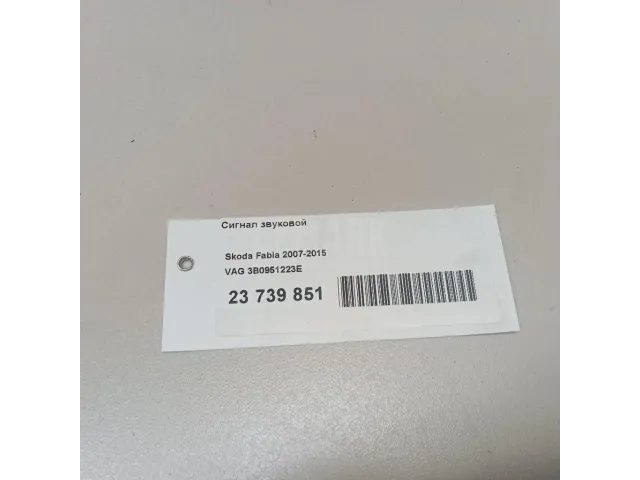 Сигнал звуковой
Skoda Fabia 2007-2015
VAG 3B0951223E
23 739 851